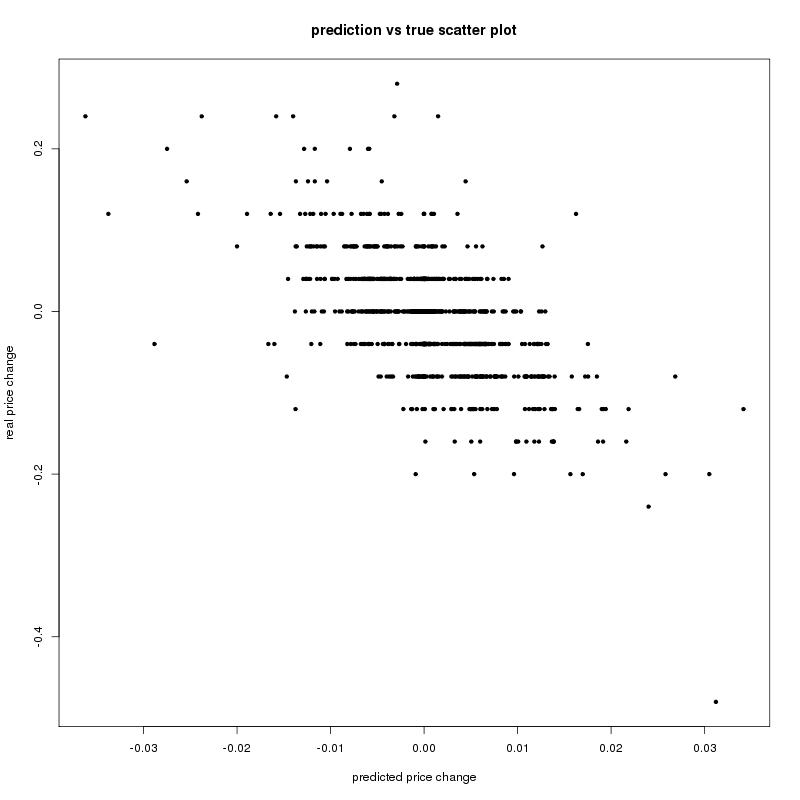 prediction vs true scatter plot
real price change
0.2
0.0
-0.2
-0.4
-0.03 -0.02 -0.01 0.00 0.01 0.02 0.03
predicted price change